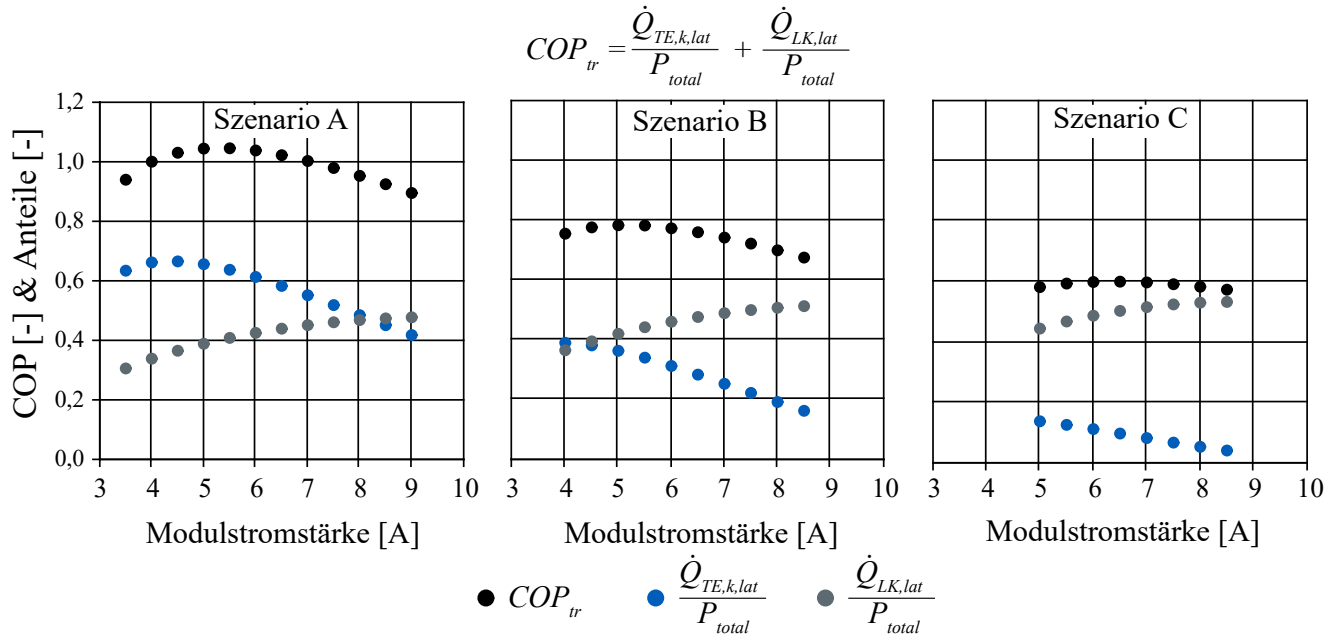 COP_tr = Q̇_TE,k,lat / P_total + Q̇_LK,lat / P_total
Szenario A
Szenario B
Szenario C
COP [-] & Anteile [-]
1,2
1,0
0,8
0,6
0,4
0,2
0,0
3 4 5 6 7 8 9 10
3 4 5 6 7 8 9 10
3 4 5 6 7 8 9 10
Modulstromstärke [A]
Modulstromstärke [A]
Modulstromstärke [A]
COP_tr
Q̇_TE,k,lat / P_total
Q̇_LK,lat / P_total